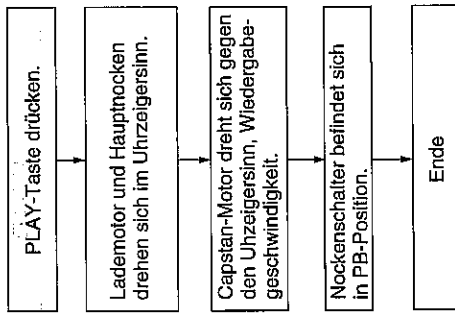 PLAY-Taste drücken.
Lademotor und Hauptnocken
drehen sich im Uhrzeigersinn.
Capstan-Motor dreht sich gegen
den Uhzeigersinn, Wiedergabe-
geschwindigkeit.
Nockenschalter befindet sich
in PB-Position.
Ende